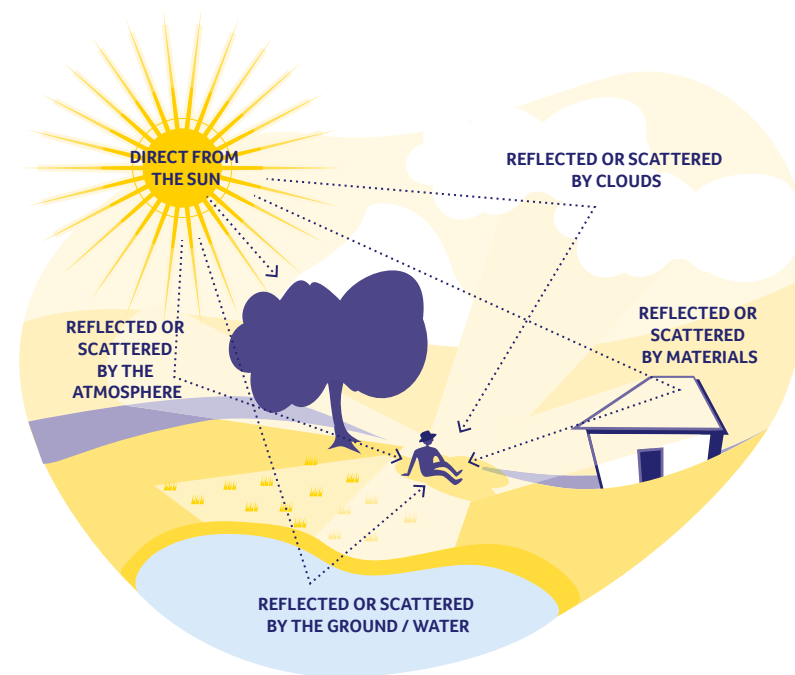 DIRECT FROM
THE SUN
REFLECTED OR SCATTERED
BY CLOUDS
REFLECTED OR
SCATTERED
BY THE
ATMOSPHERE
REFLECTED OR
SCATTERED
BY MATERIALS
REFLECTED OR SCATTERED
BY THE GROUND / WATER